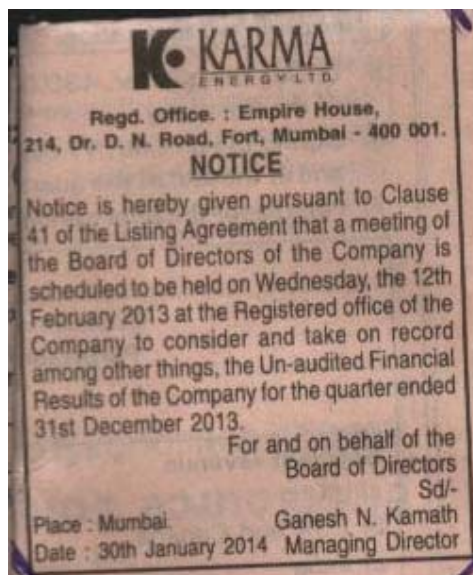 K KARMA
ENERGY LTD.
Regd. Office. : Empire House,
214, Dr. D. N. Road, Fort, Mumbai - 400 001.
NOTICE
Notice is hereby given pursuant to Clause
41 of the Listing Agreement that a meeting of
the Board of Directors of the Company is
scheduled to be held on Wednesday, the 12th
February 2013 at the Registered office of the
Company to consider and take on record
among other things, the Un-audited Financial
Results of the Company for the quarter ended
31st December 2013.
For and on behalf of the
Board of Directors
Sd/-
Place : Mumbai. Ganesh N. Kamath
Date : 30th January 2014 Managing Director